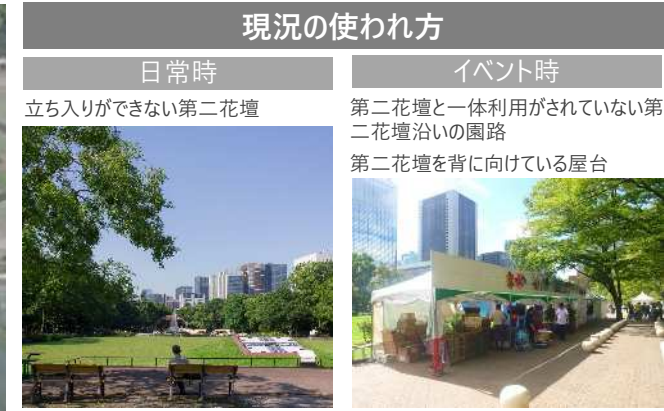 現況の使われ方
日常時
立ち入りができない第二花壇
イベント時
第二花壇と一体利用がされていない第
二花壇沿いの園路
第二花壇を背に向けている屋台